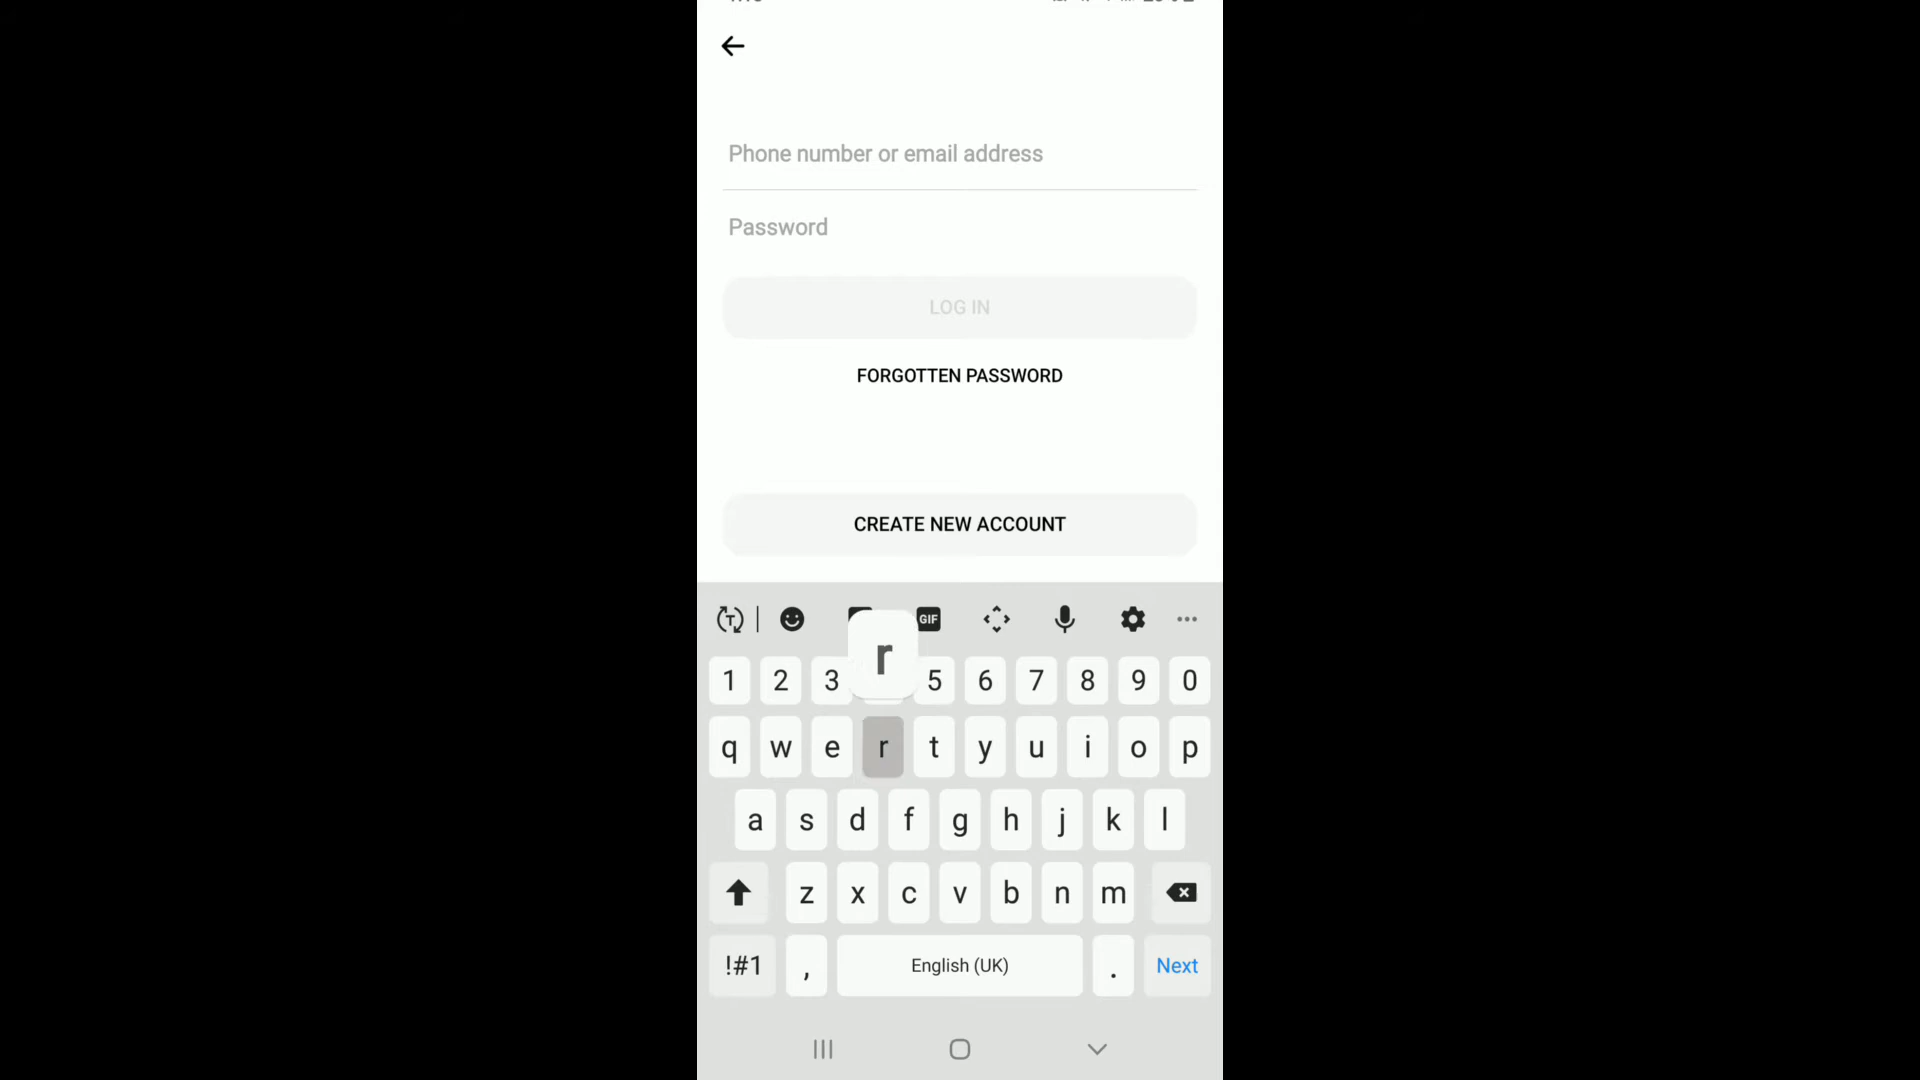 Phone number or email address
Password
LOG IN
FORGOTTEN PASSWORD
CREATE NEW ACCOUNT
T GIF
r
1 2 3 5 6 7 8 9 0
q w e r t y u i o p
a s d f g h j k l
z x c v b n m
!#1 , English (UK) . Next